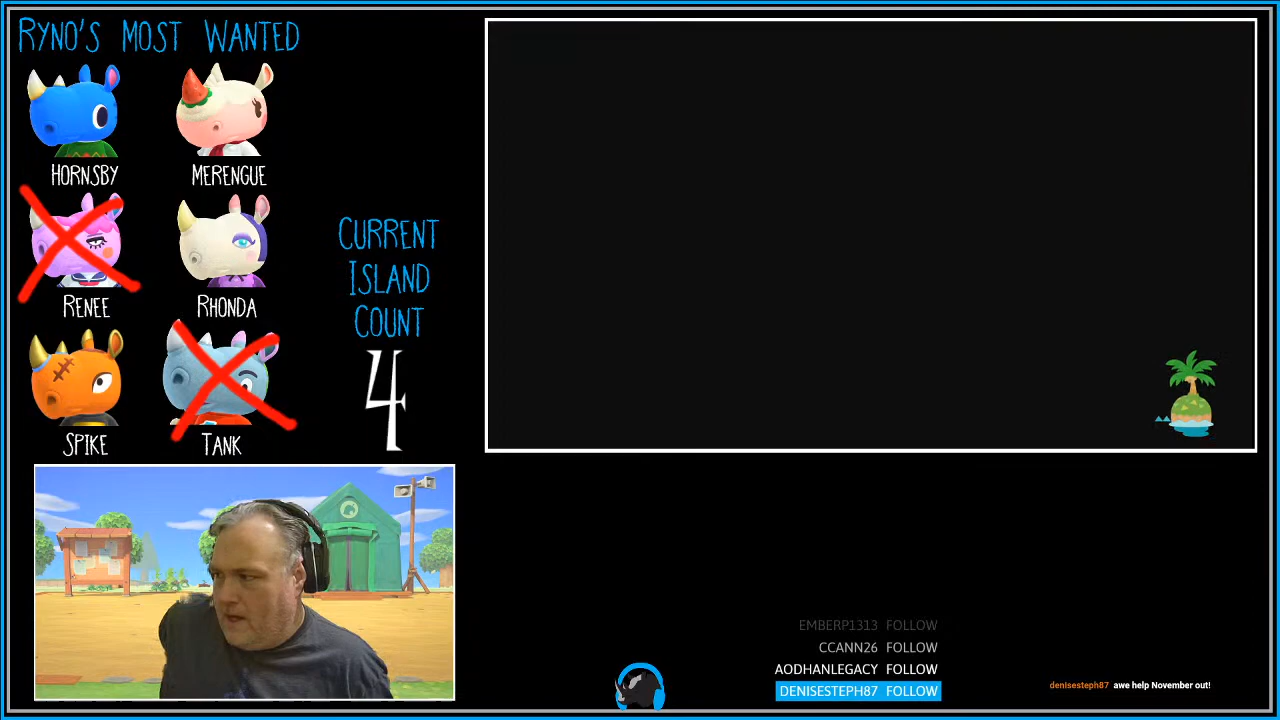 RYNO'S MOST WANTED
HORNSBY
MERENGUE
RENEE
RHONDA
SPIKE
TANK
CURRENT
ISLAND
COUNT
4
EMBERP1313 FOLLOW
CCANN26 FOLLOW
AODHANLEGACY FOLLOW
DENISESTEPH87 FOLLOW
denisesteph87 awe help November out!